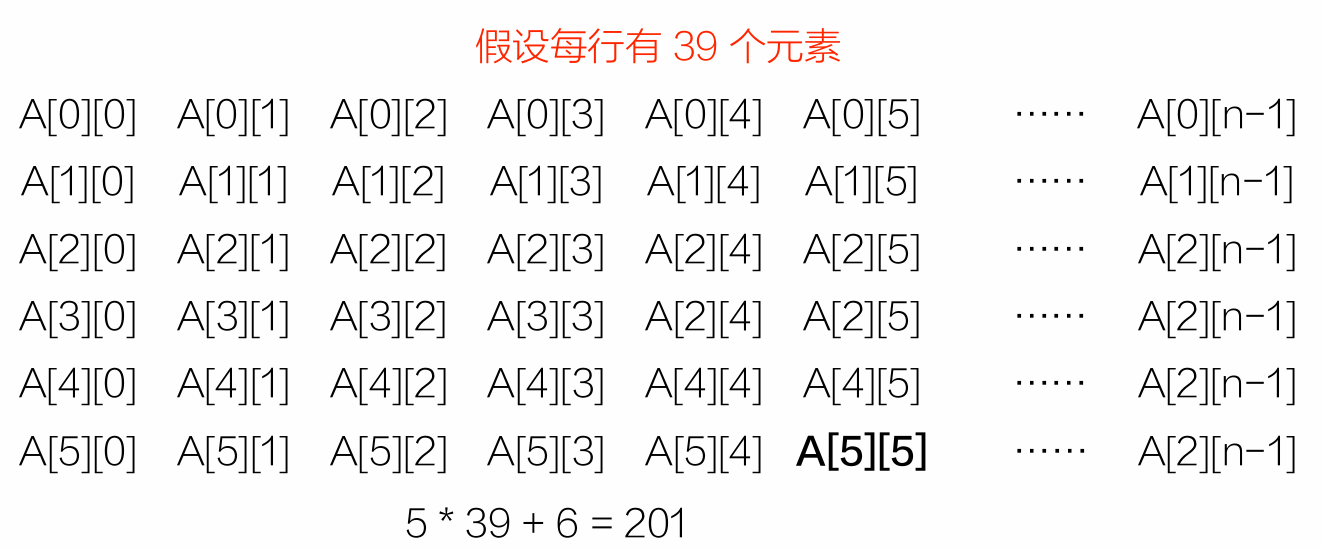 假设每行有 39 个元素
A[0][0] A[0][1] A[0][2] A[0][3] A[0][4] A[0][5] …… A[0][n-1]
A[1][0] A[1][1] A[1][2] A[1][3] A[1][4] A[1][5] …… A[1][n-1]
A[2][0] A[2][1] A[2][2] A[2][3] A[2][4] A[2][5] …… A[2][n-1]
A[3][0] A[3][1] A[3][2] A[3][3] A[2][4] A[2][5] …… A[2][n-1]
A[4][0] A[4][1] A[4][2] A[4][3] A[4][4] A[4][5] …… A[2][n-1]
A[5][0] A[5][1] A[5][2] A[5][3] A[5][4] A[5][5] …… A[2][n-1]
5 * 39 + 6 = 201